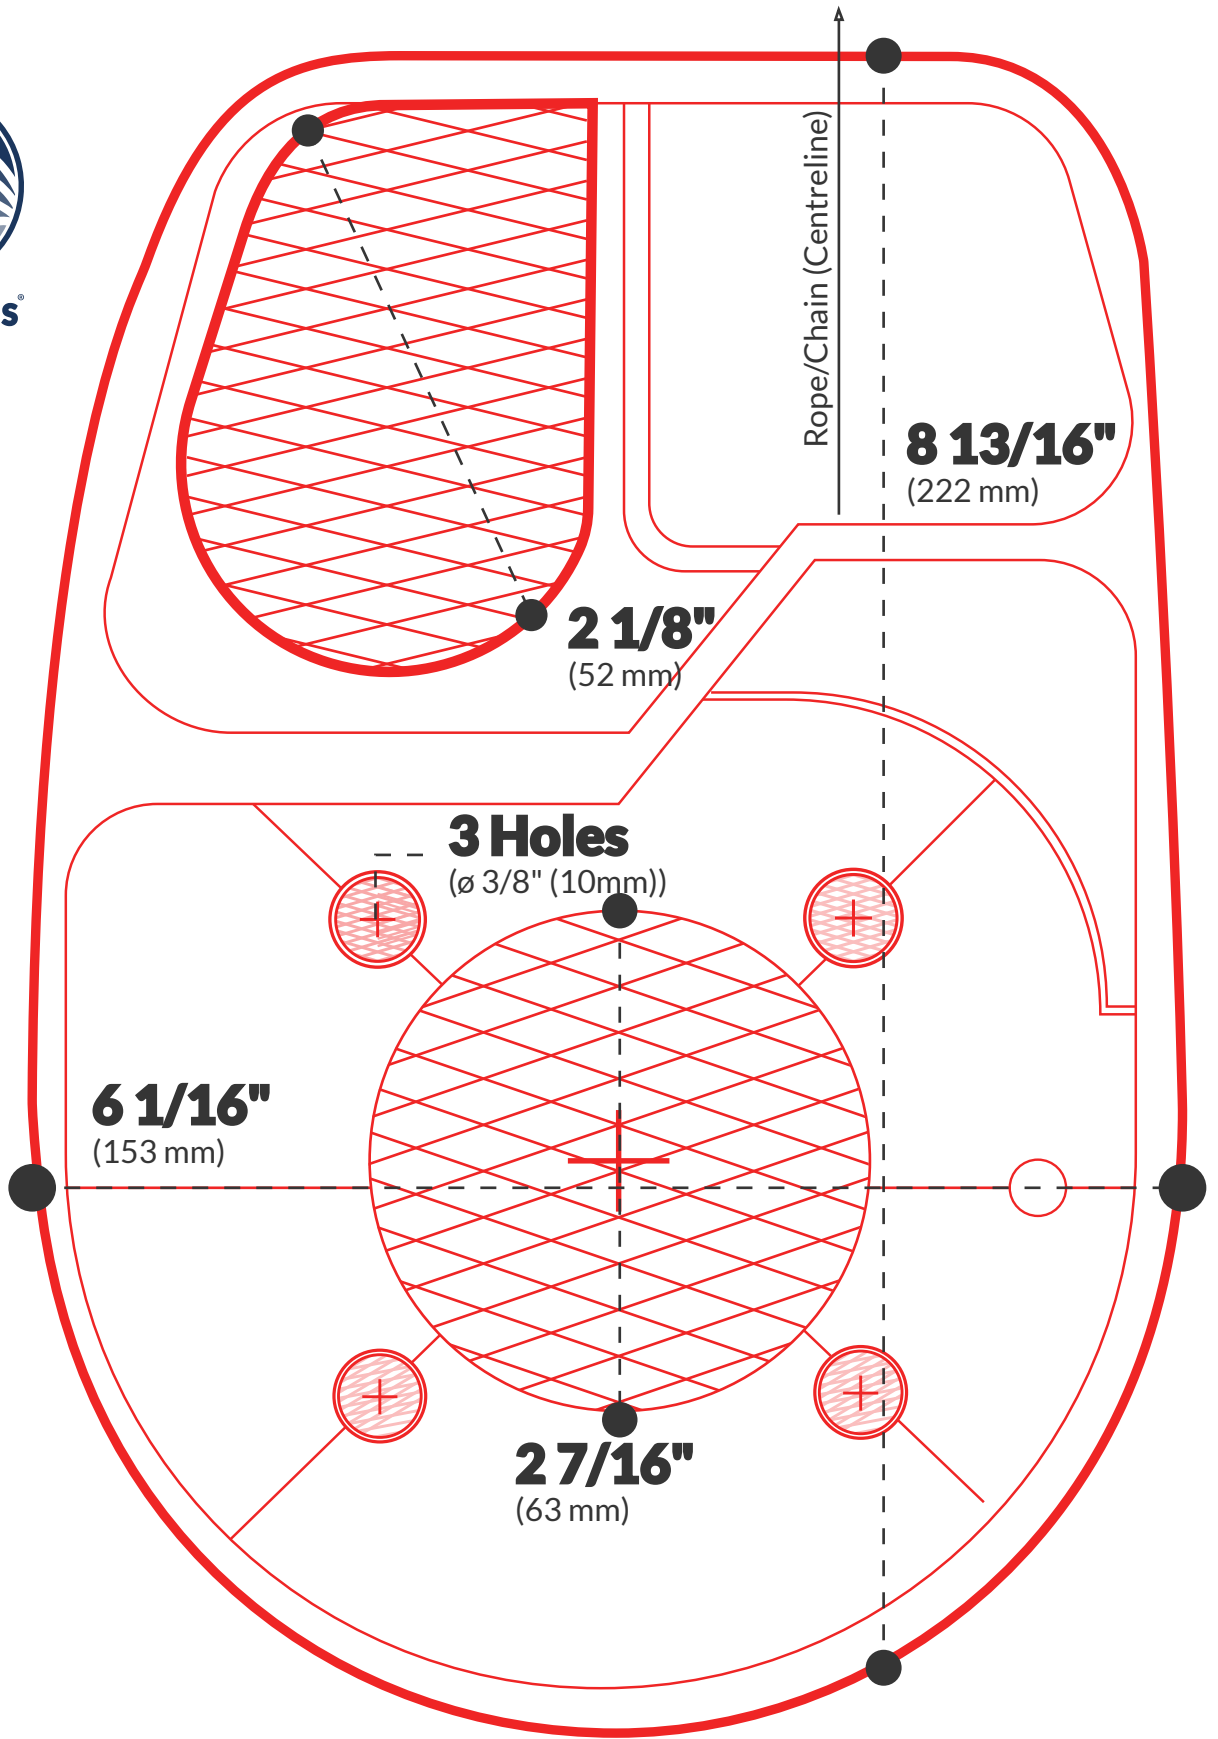 s®
Rope/Chain (Centreline)
8 13/16"
(222 mm)
2 1/8"
(52 mm)
3 Holes
(ø 3/8" (10mm))
6 1/16"
(153 mm)
2 7/16"
(63 mm)